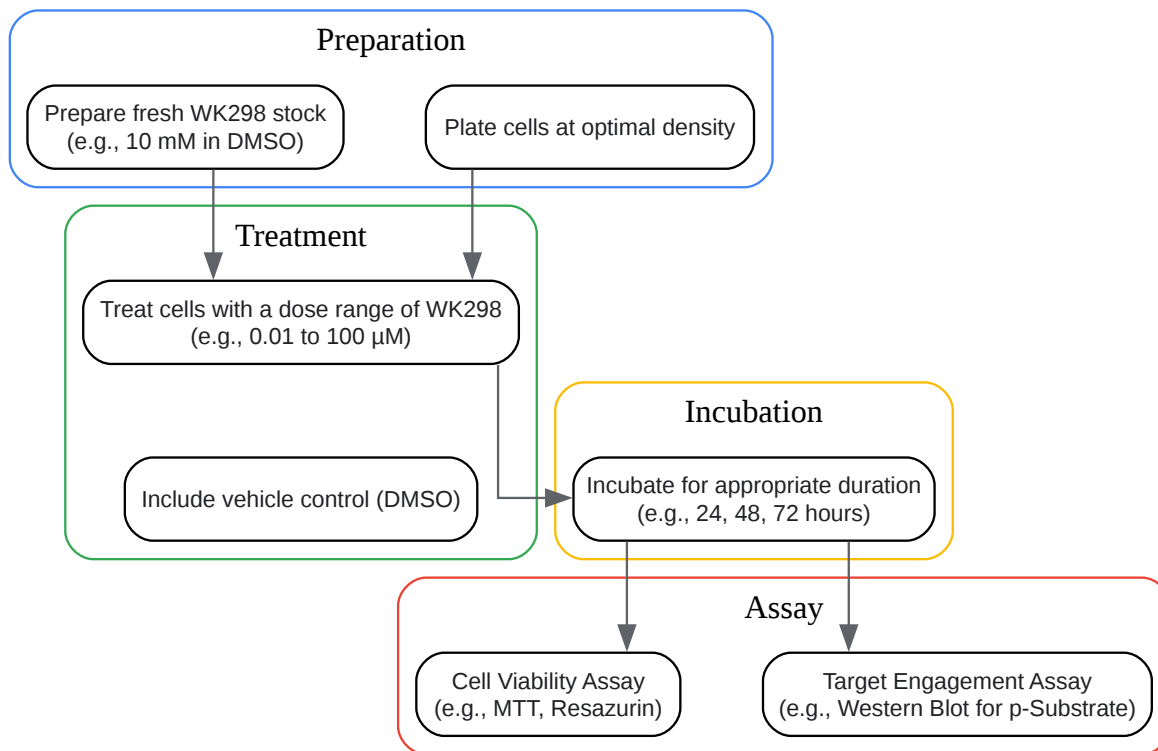 Preparation
Prepare fresh WK298 stock
(e.g., 10 mM in DMSO)
Plate cells at optimal density
Treatment
Treat cells with a dose range of WK298
(e.g., 0.01 to 100 µM)
Include vehicle control (DMSO)
Incubation
Incubate for appropriate duration
(e.g., 24, 48, 72 hours)
Assay
Cell Viability Assay
(e.g., MTT, Resazurin)
Target Engagement Assay
(e.g., Western Blot for p-Substrate)